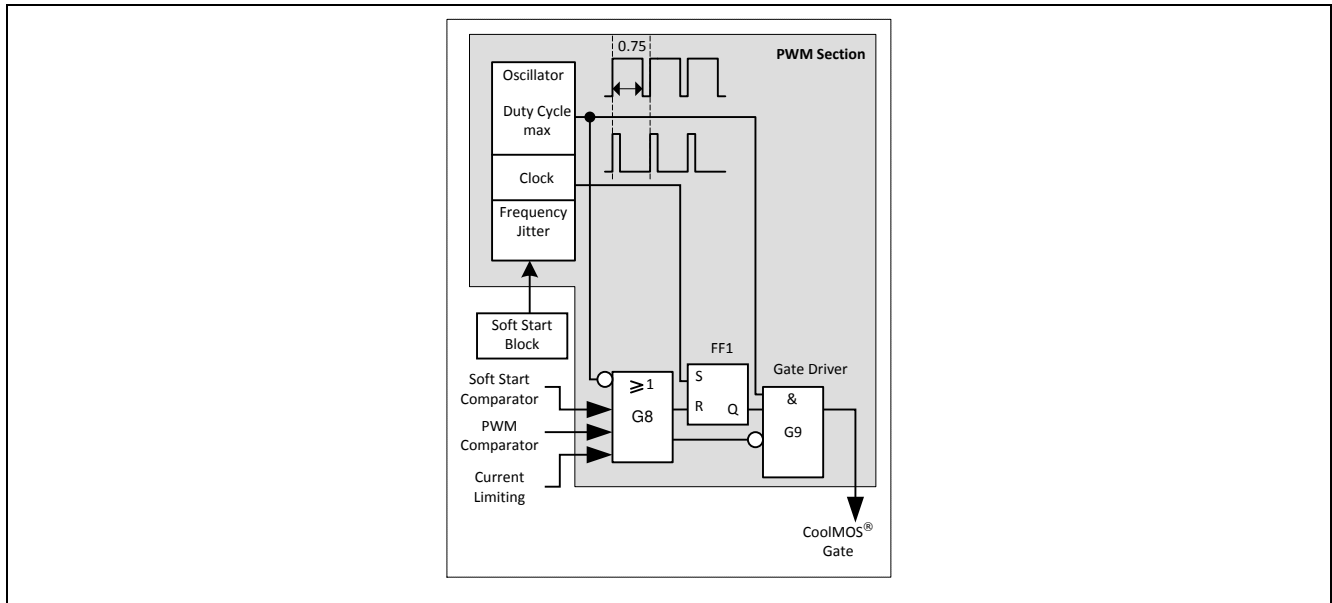 0.75
PWM Section
Oscillator
Duty Cycle
max
Clock
Frequency
Jitter
Soft Start
Block
FF1
Gate Driver
Soft Start
Comparator
PWM
Comparator
Current
Limiting
⩾1
G8
S
R
Q
&
G9
CoolMOS®
Gate